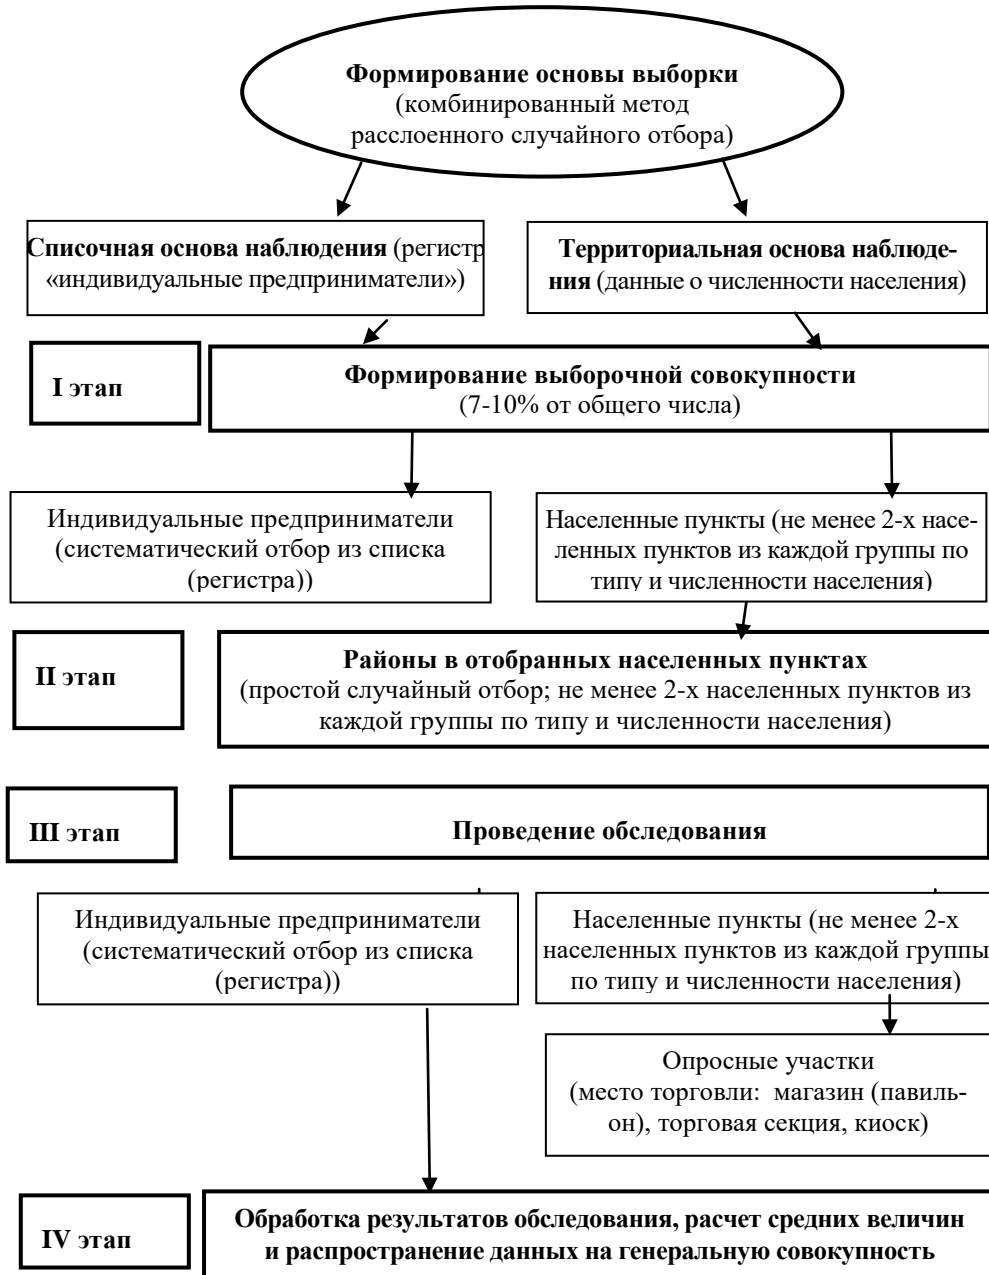 Формирование основы выборки
(комбинированный метод
расслоенного случайного отбора)
Списочная основа наблюдения (регистр
«индивидуальные предприниматели»)
Территориальная основа наблюде-
ния (данные о численности населения)
I этап
Формирование выборочной совокупности
(7-10% от общего числа)
Индивидуальные предприниматели
(систематический отбор из списка
(регистра))
Населенные пункты (не менее 2-х насе-
ленных пунктов из каждой группы по
типу и численности населения)
II этап
Районы в отобранных населенных пунктах
(простой случайный отбор; не менее 2-х населенных пунктов из
каждой группы по типу и численности населения)
III этап
Проведение обследования
Индивидуальные предприниматели
(систематический отбор из списка
(регистра))
Населенные пункты (не менее 2-х
населенных пунктов из каждой группы
по типу и численности населения)
Опросные участки
(место торговли: магазин (павиль-
он), торговая секция, киоск)
IV этап
Обработка результатов обследования, расчет средних величин
и распространение данных на генеральную совокупность